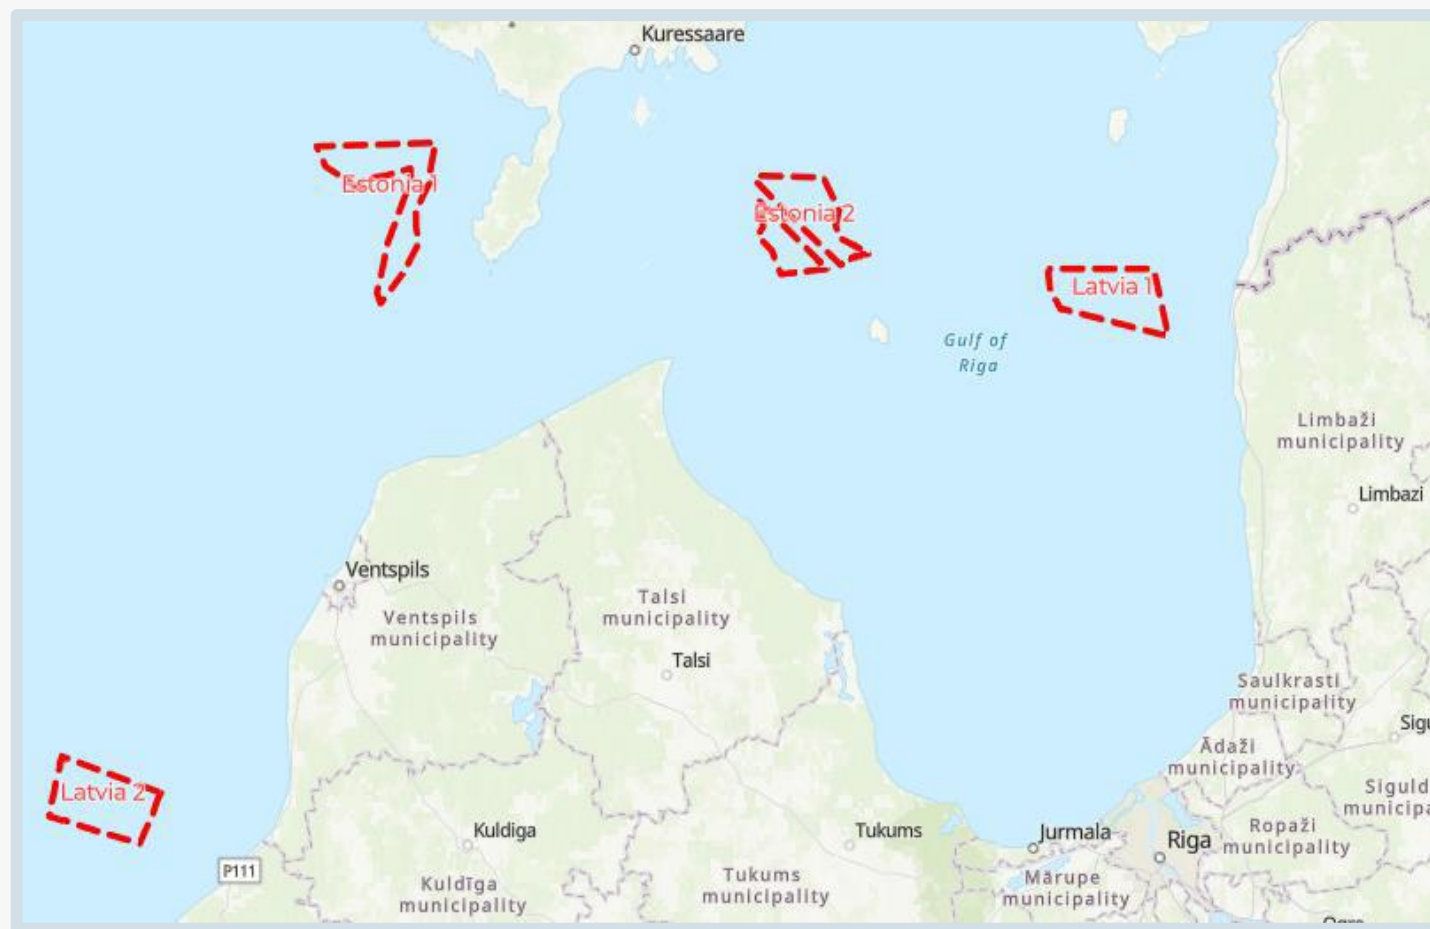 Kuressaare
Estonia 1
Estonia 2
Latvia 1
Gulf of
Riga
Limbaži
municipality
Limbazi
Ventspils
Ventspils
municipality
Talsi
municipality
Talsi
Saulkrasti
municipality
Ādaži
municipality
Latvia 2
Kuldiga
Tukums
Jurmala
Riga
Ropaži
municipality
P111
Kuldīga
municipality
Tukums
municipality
Mārupe
municipality